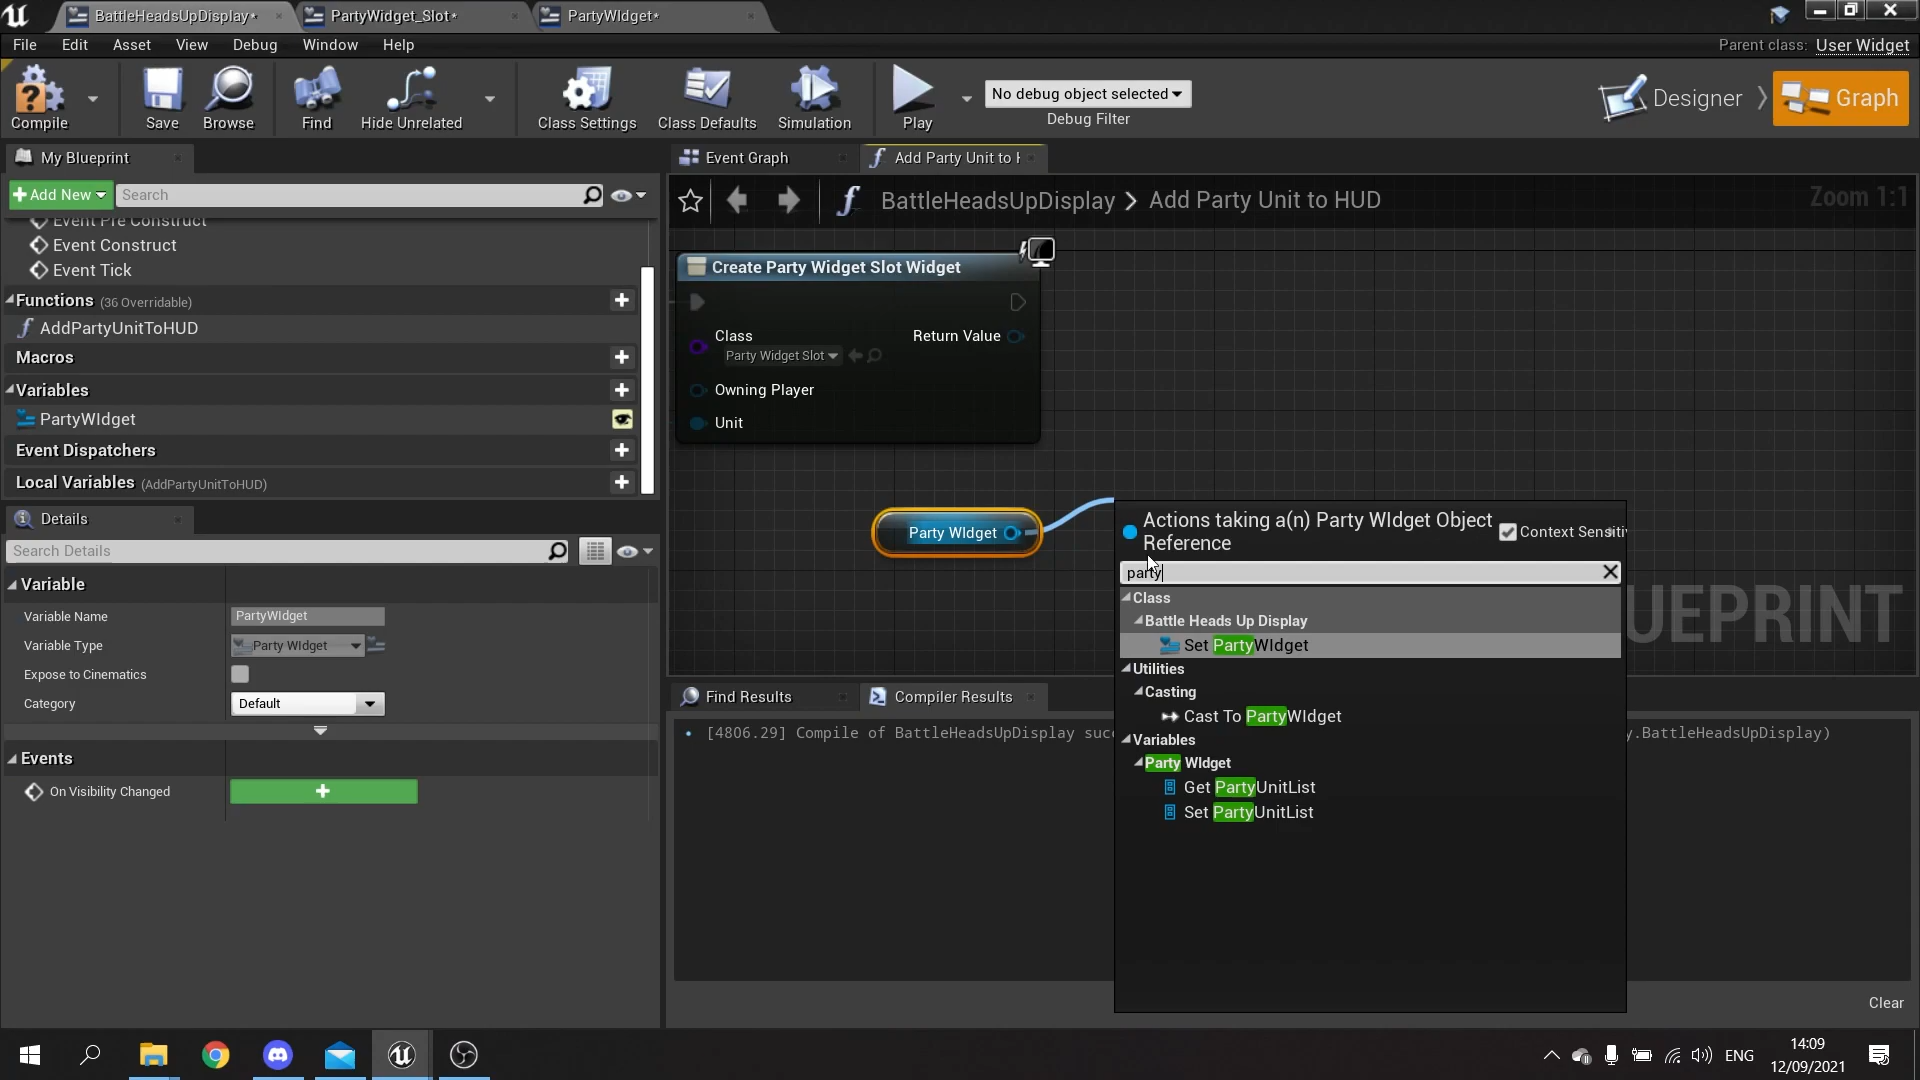 BattleHeadsUpDisplay*
PartyWidget_Slot*
PartyWIdget*
File
Edit
Asset
View
Debug
Window
Help
Parent class:
User Widget
Compile
Save
Browse
Find
Hide Unrelated
Class Settings
Class Defaults
Simulation
Play
No debug object selected
Debug Filter
Designer
Graph
My Blueprint
Add New
Search
Event Pre Construct
Event Construct
Event Tick
Functions (36 Overridable)
AddPartyUnitToHUD
Macros
Variables
PartyWIdget
Event Dispatchers
Local Variables (AddPartyUnitToHUD)
Details
Search Details
Variable
Variable Name
PartyWIdget
Variable Type
Party WIdget
Expose to Cinematics
Category
Default
Events
On Visibility Changed
Event Graph
Add Party Unit to H
BattleHeadsUpDisplay > Add Party Unit to HUD
Zoom 1:1
Create Party Widget Slot Widget
Class
Party Widget Slot
Return Value
Owning Player
Unit
Party WIdget
Actions taking a(n) Party WIdget Object
Reference
Context Sensiti
party
Class
Battle Heads Up Display
Set PartyWIdget
Utilities
Casting
Cast To PartyWIdget
Variables
Party WIdget
Get PartyUnitList
Set PartyUnitList
UEPRINT
Find Results
Compiler Results
[4806.29] Compile of BattleHeadsUpDisplay succ
y.BattleHeadsUpDisplay)
Clear
ENG
14:09
12/09/2021